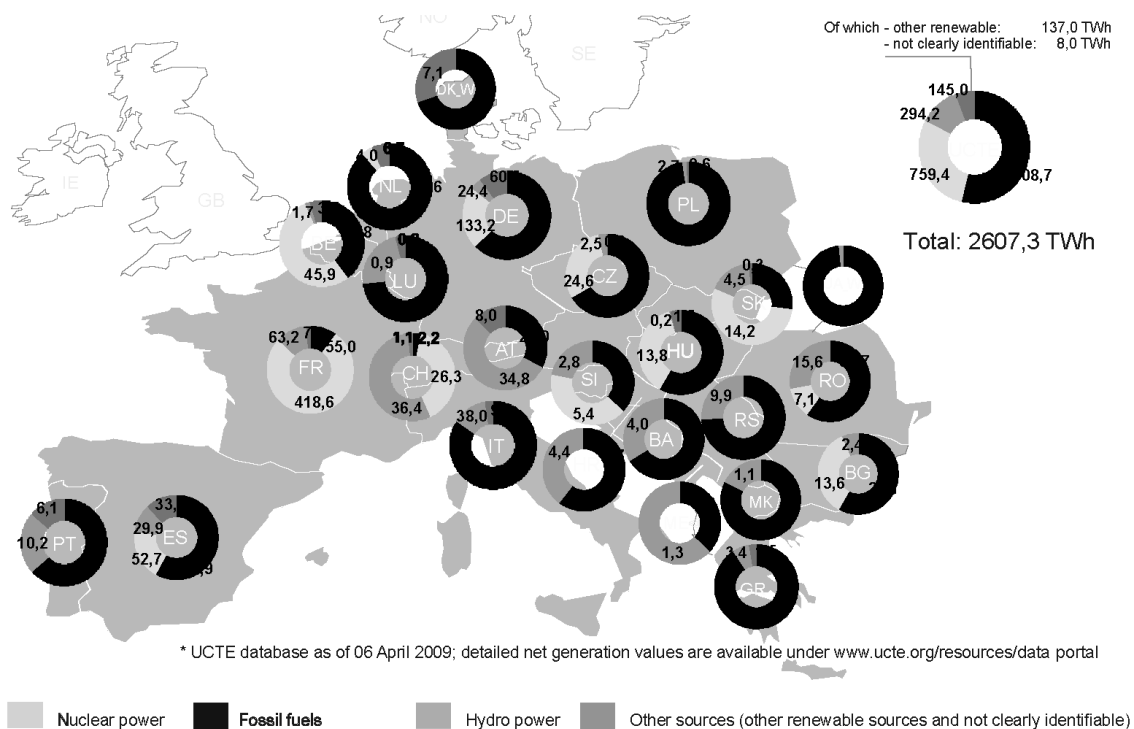 NO
SE
IE
GB
Of which - other renewable: 137,0 TWh
- not clearly identifiable: 8,0 TWh
145,0
294,2
759,4
08,7
Total: 2607,3 TWh
7,1
DK_W
NL
24,4
133,2
DE
PL
1,7
BE
45,9
0,9
LU
2,5
24,6
CZ
4,5
SK
14,2
63,2
55,0
FR
418,6
1,1
2,2
CH
26,3
36,4
8,0
AT
34,8
2,8
SI
5,4
0,2
13,8
HU
15,6
RO
7,1
9,9
RS
4,0
BA
38,0
IT
4,4
2,4
BG
13,6
1,1
MK
1,3
3,4
GR
6,1
10,2
PT
33,
29,9
ES
52,7
* UCTE database as of 06 April 2009; detailed net generation values are available under www.ucte.org/resources/data portal
Nuclear power
Fossil fuels
Hydro power
Other sources (other renewable sources and not clearly identifiable)